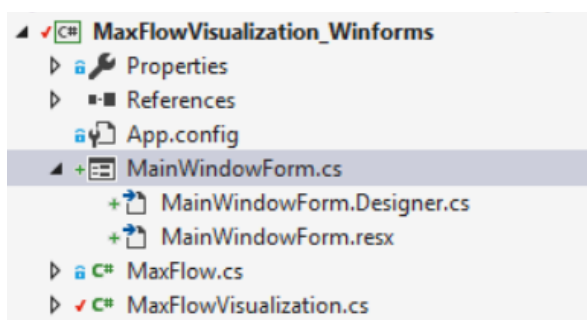 C# MaxFlowVisualization_Winforms
Properties
References
App.config
MainWindowForm.cs
MainWindowForm.Designer.cs
MainWindowForm.resx
C# MaxFlow.cs
C# MaxFlowVisualization.cs